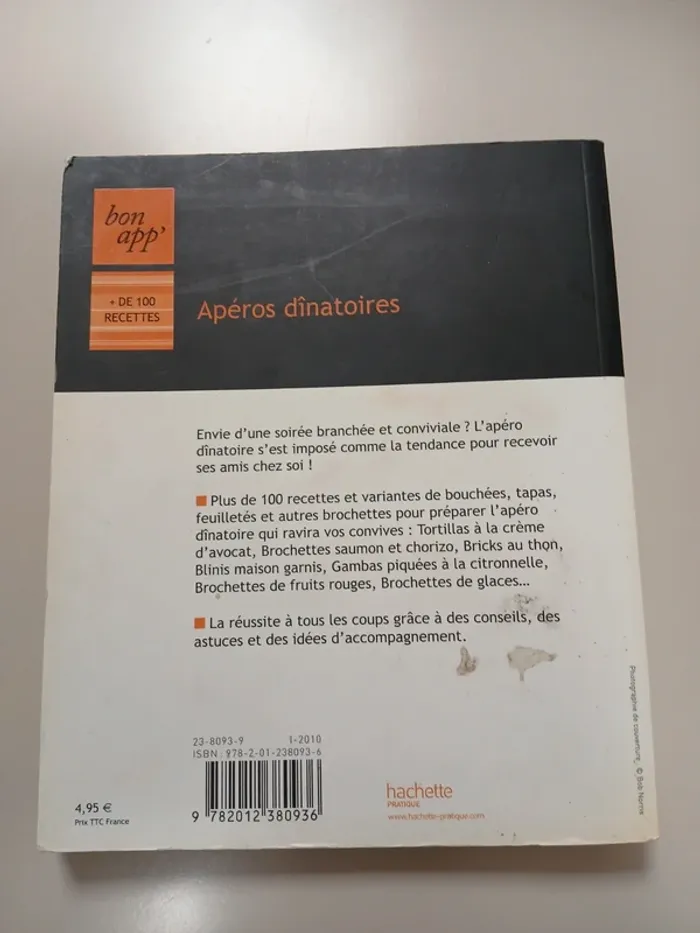 bon
app'
+ DE 100
RECETTES
Apéros dînatoires
Envie d'une soirée branchée et conviviale ? L'apéro
dînatoire s'est imposé comme la tendance pour recevoir
ses amis chez soi !
Plus de 100 recettes et variantes de bouchées, tapas,
feuilletés et autres brochettes pour préparer l'apéro
dînatoire qui ravira vos convives : Tortillas à la crème
d'avocat, Brochettes saumon et chorizo, Bricks au thon,
Blinis maison garnis, Gambas piquées à la citronnelle,
Brochettes de fruits rouges, Brochettes de glaces...
La réussite à tous les coups grâce à des conseils, des
astuces et des idées d'accompagnement.
23-8093-9 1-2010
ISBN : 978-2-01-238093-6
9 782012 380936
4,95 €
Prix TTC France
hachette
PRATIQUE
www.hachette-pratique.com
Photographie de couverture © Bob Norris